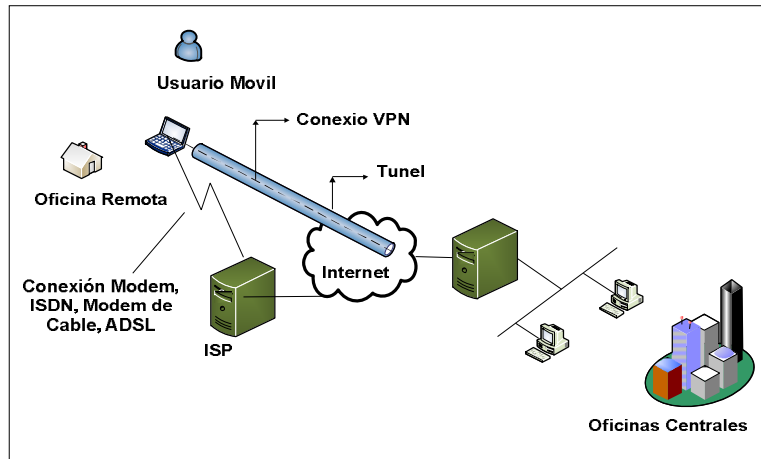 Usuario Movil
Conexio VPN
Tunel
Oficina Remota
Internet
Conexión Modem,
ISDN, Modem de
Cable, ADSL
ISP
Oficinas Centrales